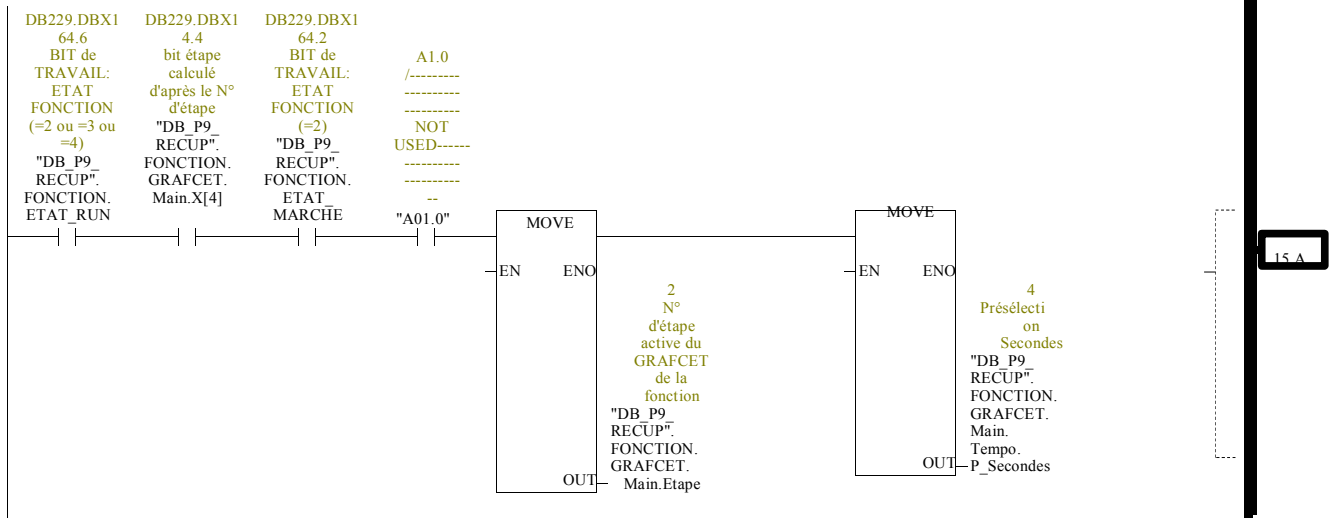 DB229.DBX1
64.6
BIT de
TRAVAIL:
ETAT
FONCTION
(=2 ou =3 ou
=4)
"DB_P9_
RECUP".
FONCTION.
ETAT_RUN
DB229.DBX1
4.4
bit étape
calculé
d'après le N°
d'étape
"DB_P9_
RECUP".
FONCTION.
GRAFCET.
Main.X[4]
DB229.DBX1
64.2
BIT de
TRAVAIL:
ETAT
FONCTION
(=2)
"DB_P9_
RECUP".
FONCTION.
ETAT_
MARCHE
A1.0
/---------
----------
----------
NOT
USED------
----------
----------
--
"A01.0"
MOVE
EN ENO
OUT
2
N°
d'étape
active du
GRAFCET
de la
fonction
"DB_P9_
RECUP".
FONCTION.
GRAFCET.
Main.Etape
MOVE
EN ENO
OUT
4
Présélecti
on
Secondes
"DB_P9_
RECUP".
FONCTION.
GRAFCET.
Main.
Tempo.
P_Secondes
15 A